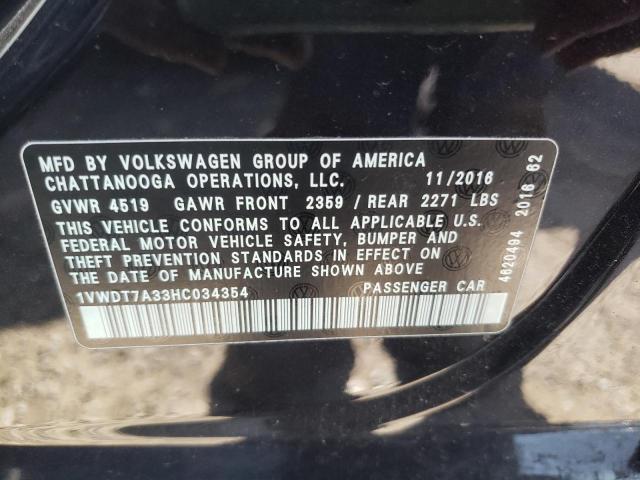 MFD BY VOLKSWAGEN GROUP OF AMERICA
CHATTANOOGA OPERATIONS, LLC. 11/2016
GVWR 4519 GAWR FRONT 2359 / REAR 2271 LBS
THIS VEHICLE CONFORMS TO ALL APPLICABLE U.S.
FEDERAL MOTOR VEHICLE SAFETY, BUMPER AND
THEFT PREVENTION STANDARDS IN EFFECT ON
THE DATE OF MANUFACTURE SHOWN ABOVE
1VWDT7A33HC034354 PASSENGER CAR
4620494 2016 62